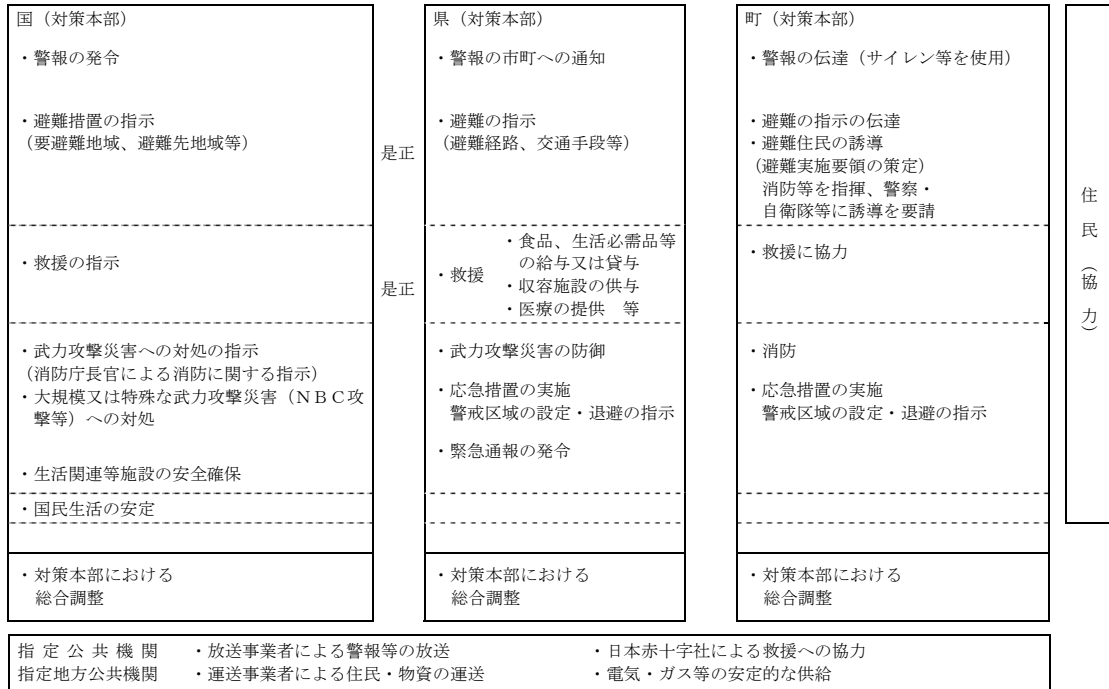 国（対策本部）
・警報の発令
・避難措置の指示
（要避難地域、避難先地域等）
・救援の指示
・武力攻撃災害への対処の指示
（消防庁長官による消防に関する指示）
・大規模又は特殊な武力攻撃災害（ＮＢＣ攻
撃等）への対処
・生活関連等施設の安全確保
・国民生活の安定
・対策本部における
総合調整
是正
是正
県（対策本部）
・警報の市町への通知
・避難の指示
（避難経路、交通手段等）
・救援
・食品、生活必需品等
の給与又は貸与
・収容施設の供与
・医療の提供　等
・武力攻撃災害の防御
・応急措置の実施
警戒区域の設定・退避の指示
・緊急通報の発令
・対策本部における
総合調整
町（対策本部）
・警報の伝達（サイレン等を使用）
・避難の指示の伝達
・避難住民の誘導
（避難実施要領の策定）
消防等を指揮、警察・
自衛隊等に誘導を要請
・救援に協力
・消防
・応急措置の実施
警戒区域の設定・退避の指示
・対策本部における
総合調整
住民（協力）
指定公共機関　・放送事業者による警報等の放送　・日本赤十字社による救援への協力
指定地方公共機関　・運送事業者による住民・物資の運送　・電気・ガス等の安定的な供給